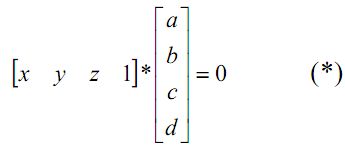 [x y z 1]*[a b c d] = 0 (*)